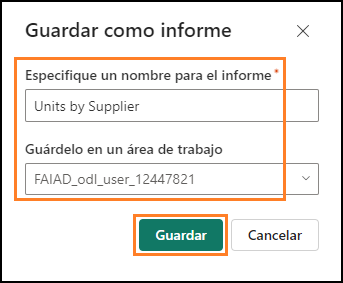 Guardar como informe
Especifique un nombre para el informe *
Units by Supplier
Guárdelo en un área de trabajo
FAIAD_odl_user_12447821
Guardar
Cancelar